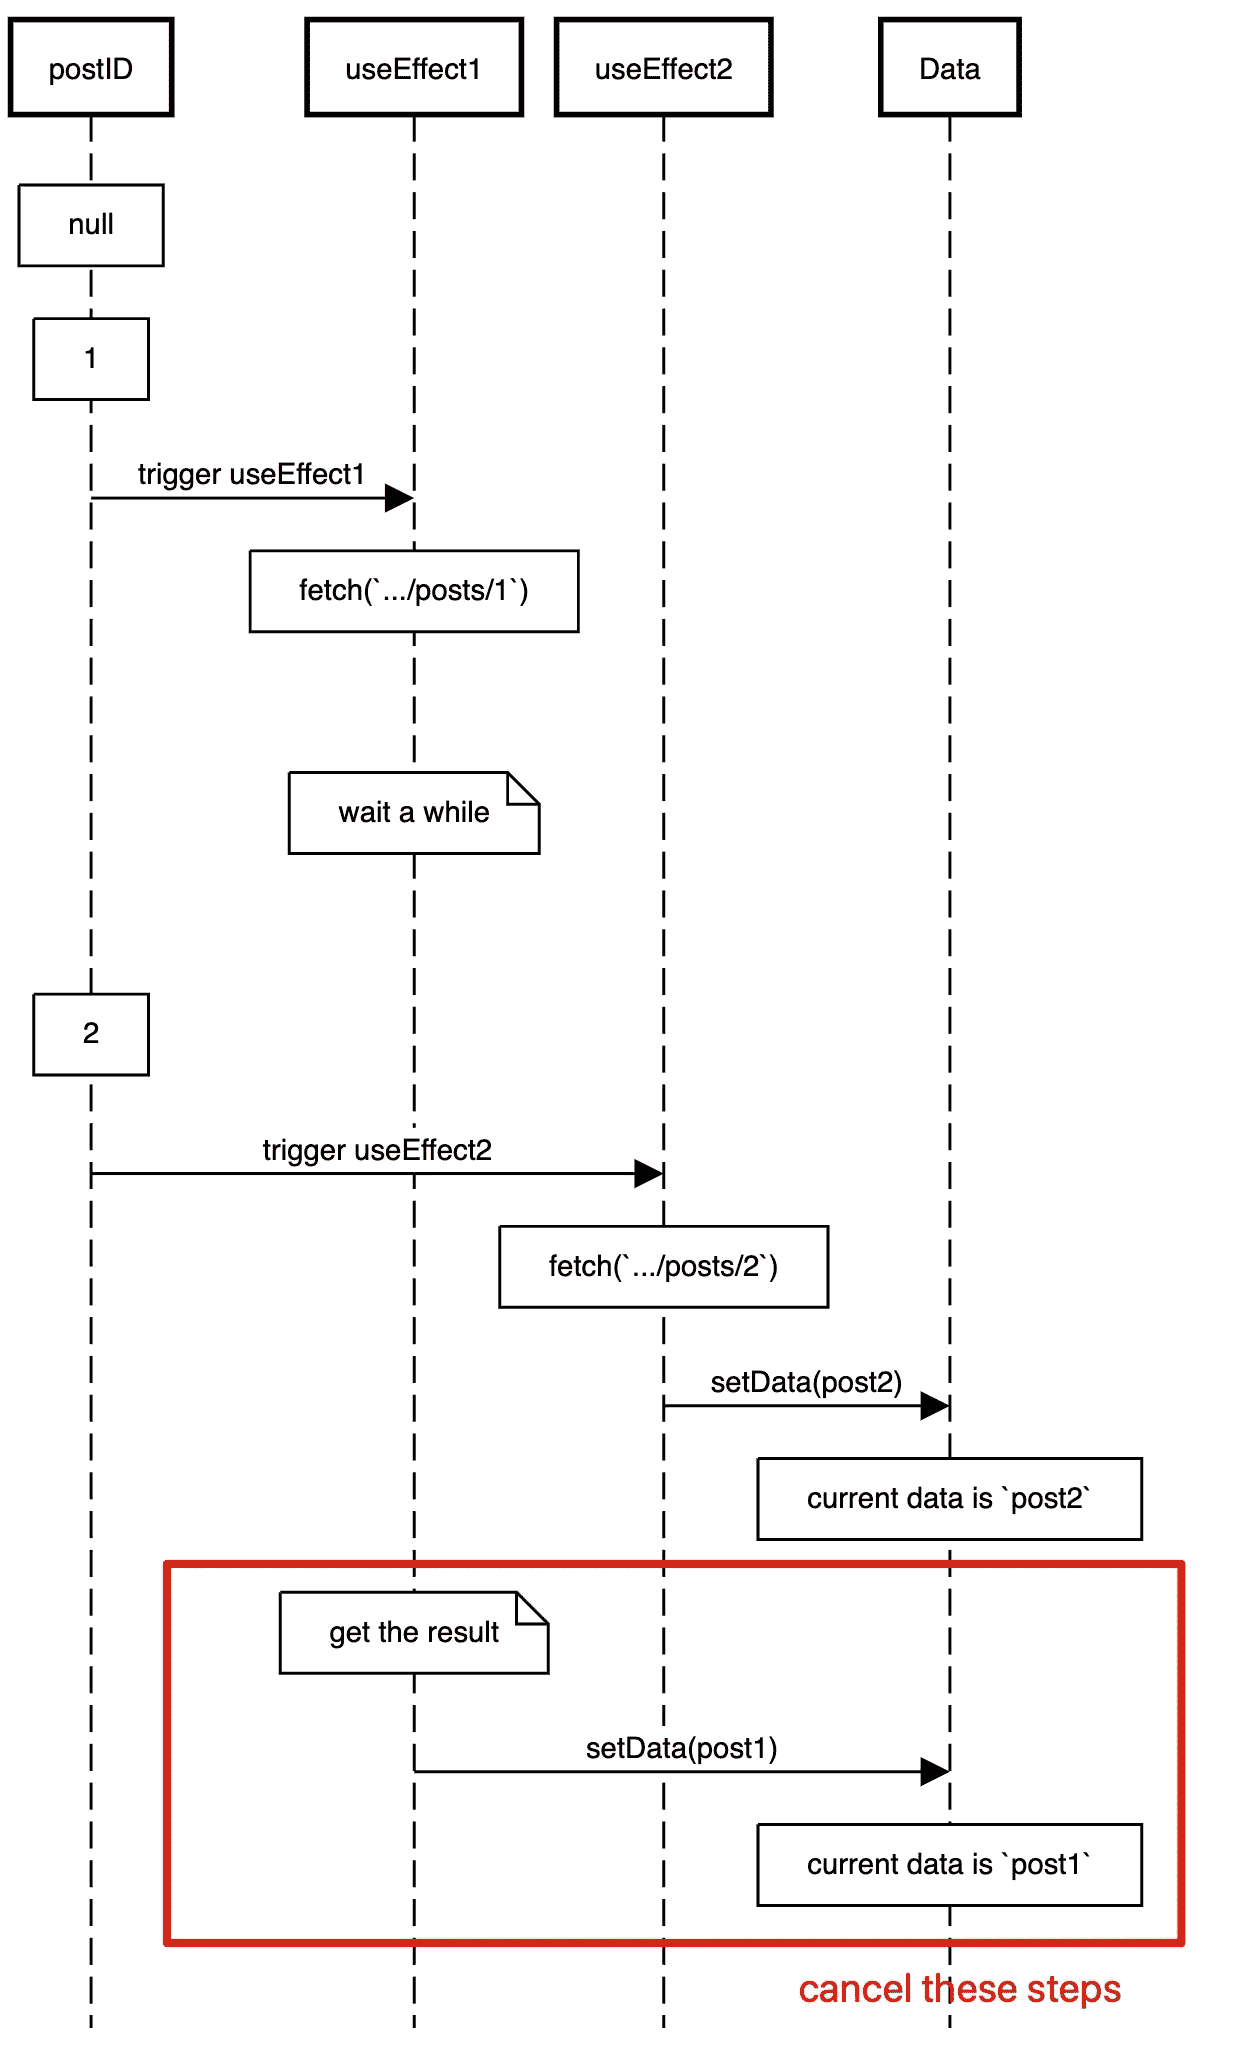 postID
useEffect1
useEffect2
Data
null
1
trigger useEffect1
fetch(`.../posts/1`)
wait a while
2
trigger useEffect2
fetch(`.../posts/2`)
setData(post2)
current data is `post2`
get the result
setData(post1)
current data is `post1`
cancel these steps